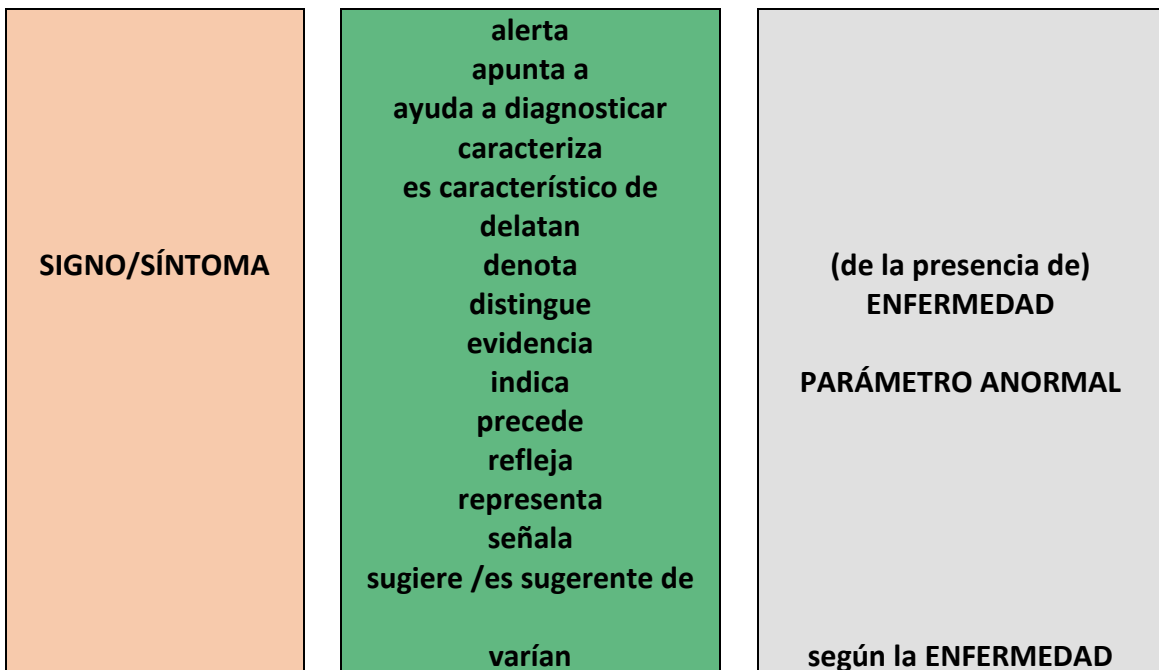 alerta
apunta a
ayuda a diagnosticar
caracteriza
es característico de
delatan
SIGNO/SÍNTOMA denota (de la presencia de)
distingue ENFERMEDAD
evidencia
indica PARÁMETRO ANORMAL
precede
refleja
representa
señala
sugiere /es sugerente de
varían según la ENFERMEDAD